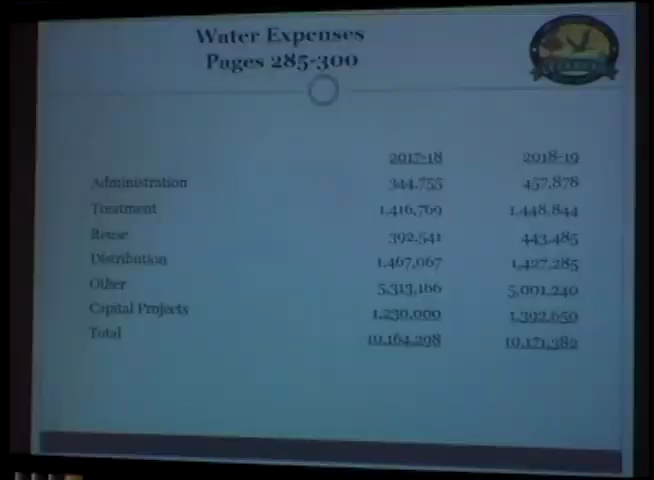 Water Expenses
Pages 285-300
2017-18 2018-19
Administration 344,755 457,878
Treatment 1,416,769 1,448,844
Reuse 392,541 443,485
Distribution 1,467,067 1,427,285
Other 5,313,166 5,001,240
Capital Projects 1,230,000 1,392,650
Total 10,164,298 10,171,382